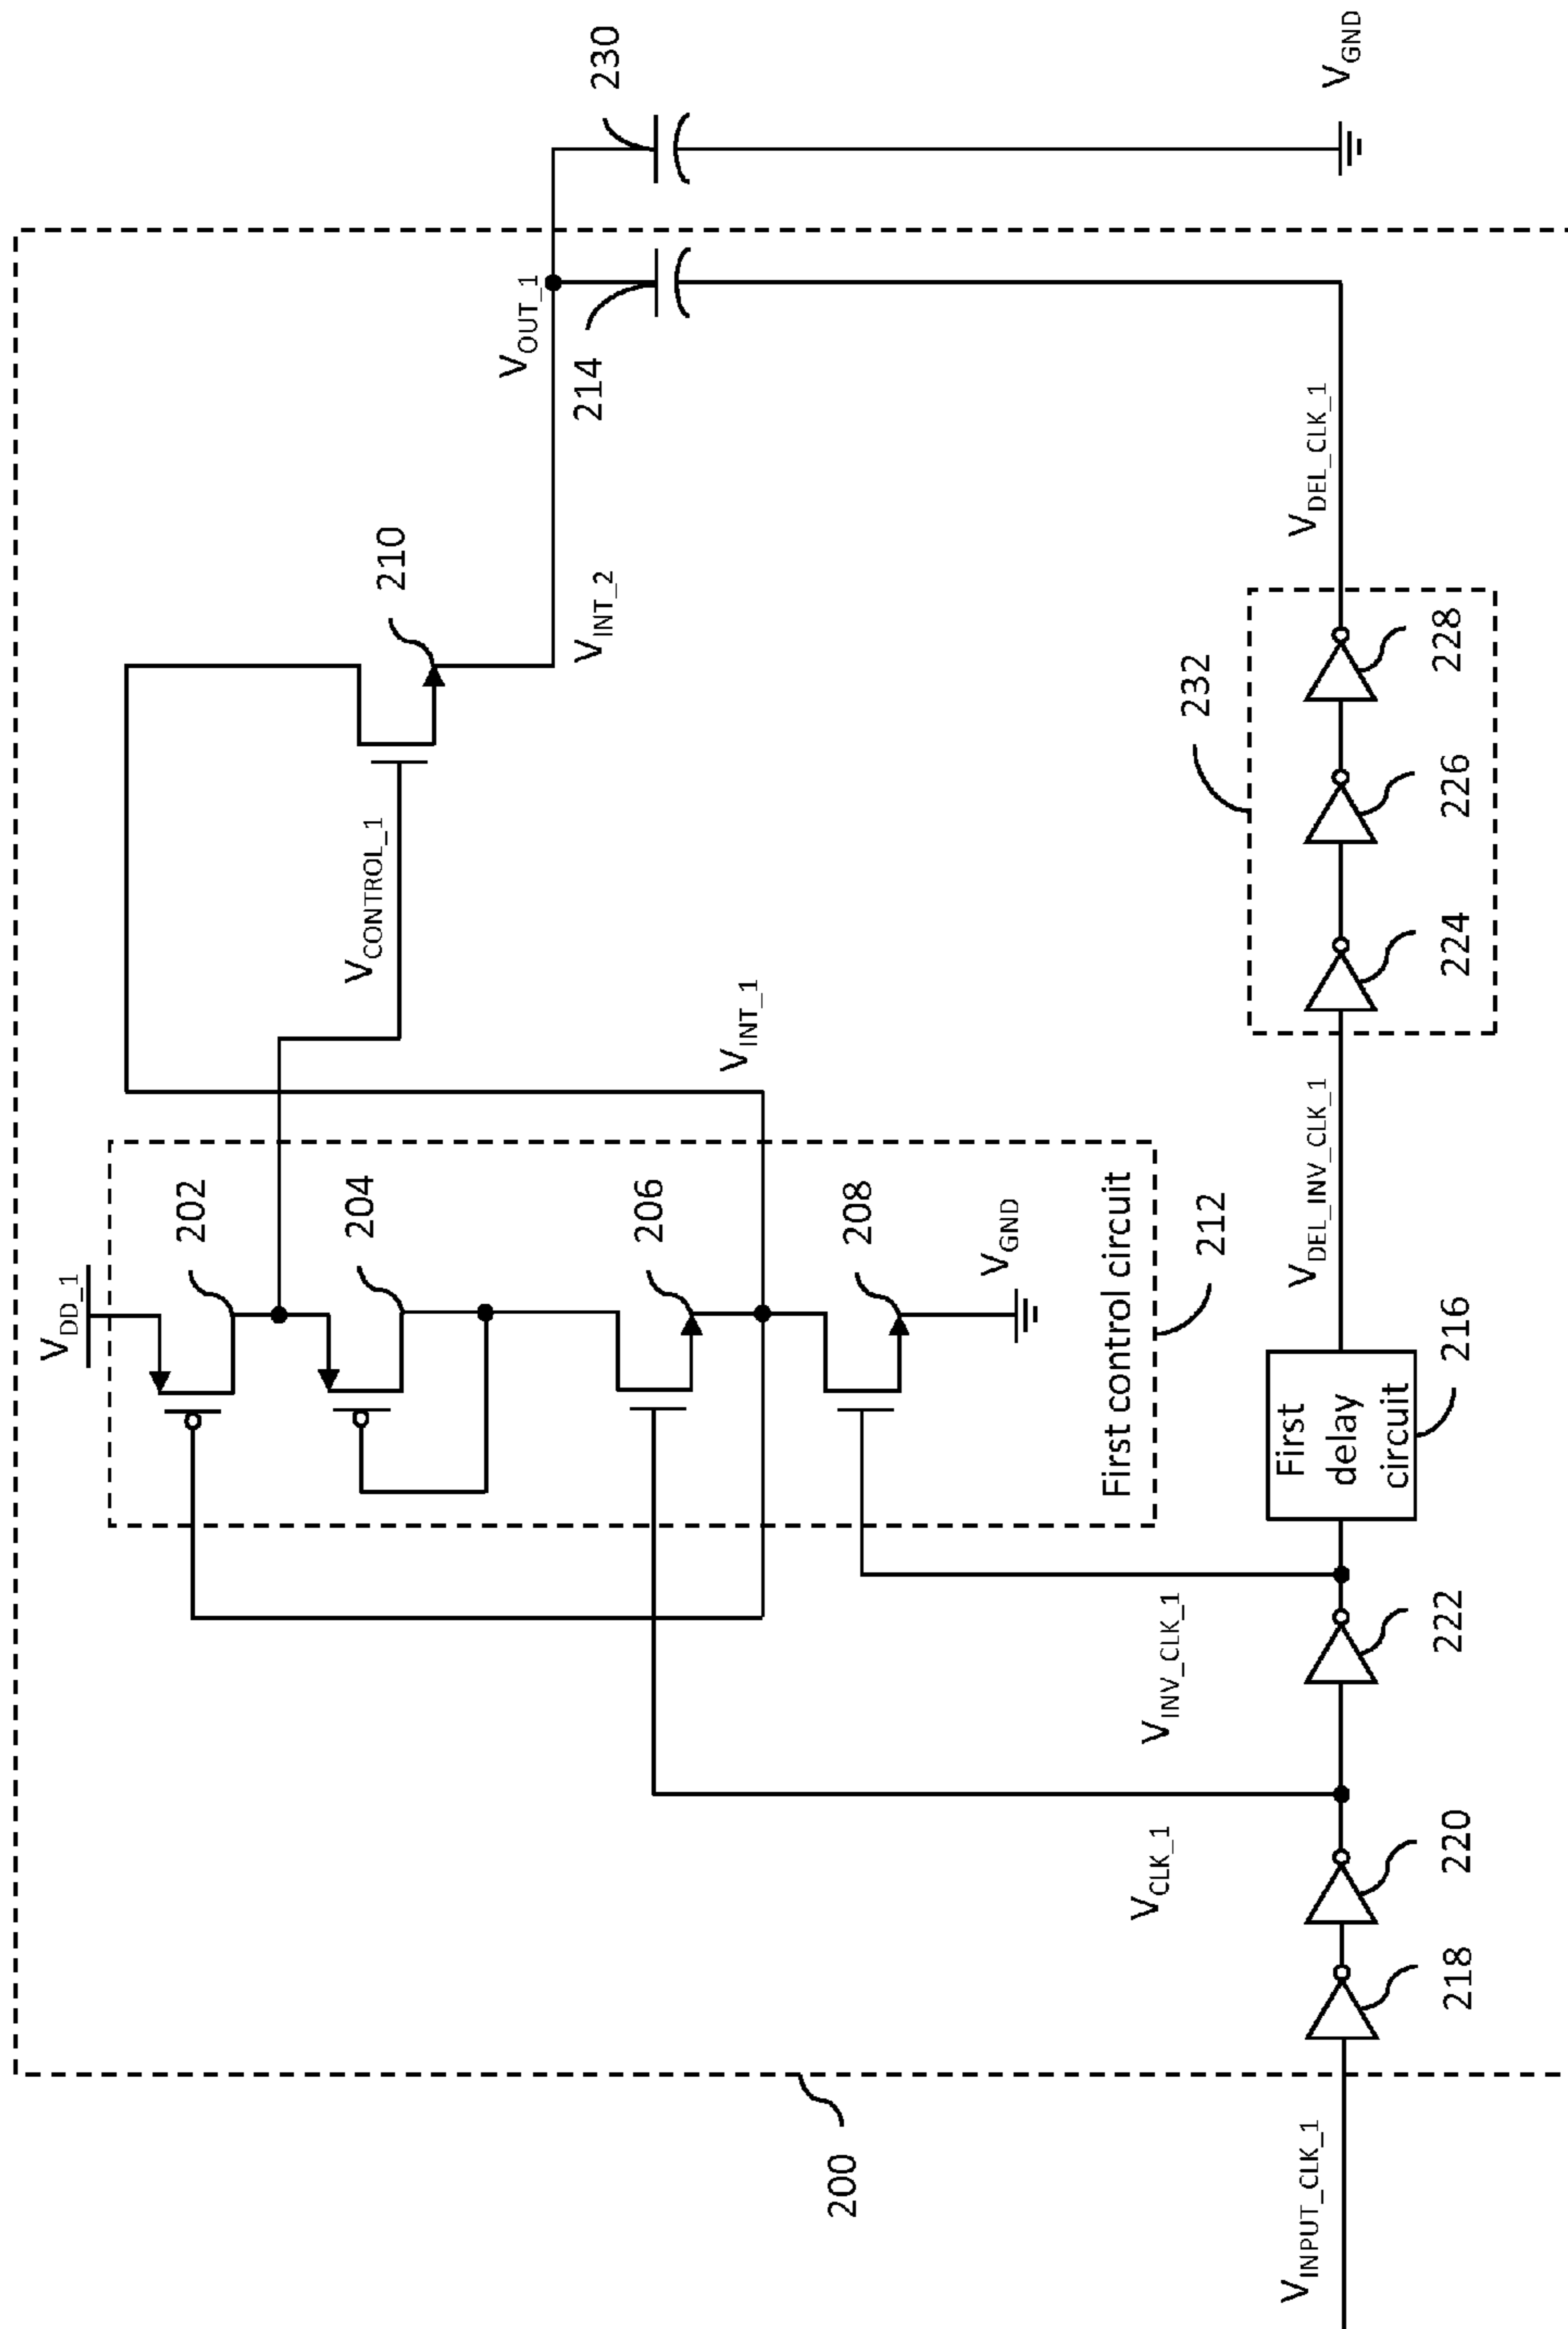 V_DD_1
202
204
206
208
V_GND
First control circuit
212
V_CONTROL_1
V_INT_1
210
V_INT_2
V_OUT_1
214
230
V_GND
200
V_INPUT_CLK_1
218
220
V_CLK_1
222
V_INV_CLK_1
First
delay
circuit
216
V_DEL_INV_CLK_1
232
224
226
228
V_DEL_CLK_1